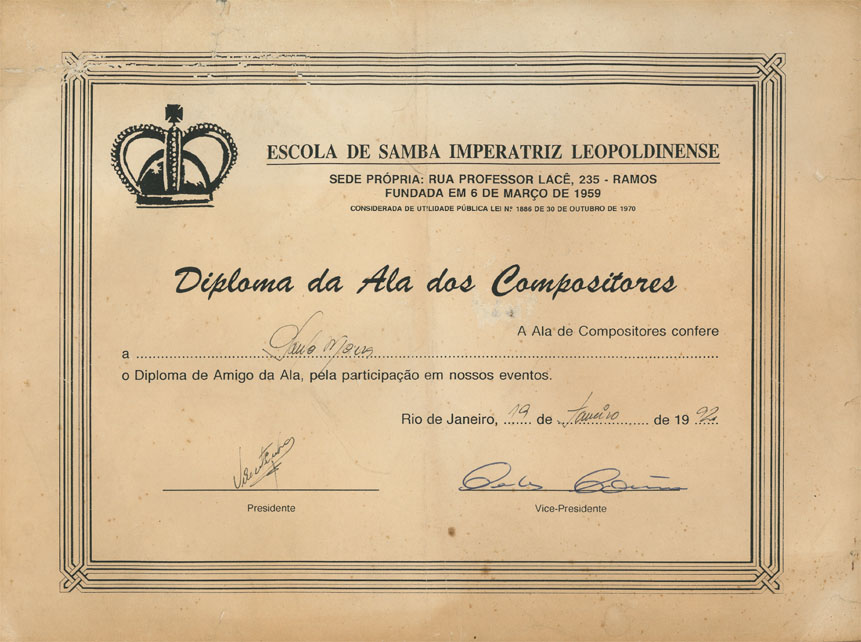 ESCOLA DE SAMBA IMPERATRIZ LEOPOLDINENSE
SEDE PRÓPRIA: RUA PROFESSOR LACÊ, 235 - RAMOS
FUNDADA EM 6 DE MARÇO DE 1959
CONSIDERADA DE UTILIDADE PÚBLICA LEI N.º 1886 DE 30 DE OUTUBRO DE 1970
Diploma da Ala dos Compositores
A Ala de Compositores confere
a
o Diploma de Amigo da Ala, pela participação em nossos eventos.
Rio de Janeiro, 19 de Janeiro de 1992
Presidente
Vice-Presidente